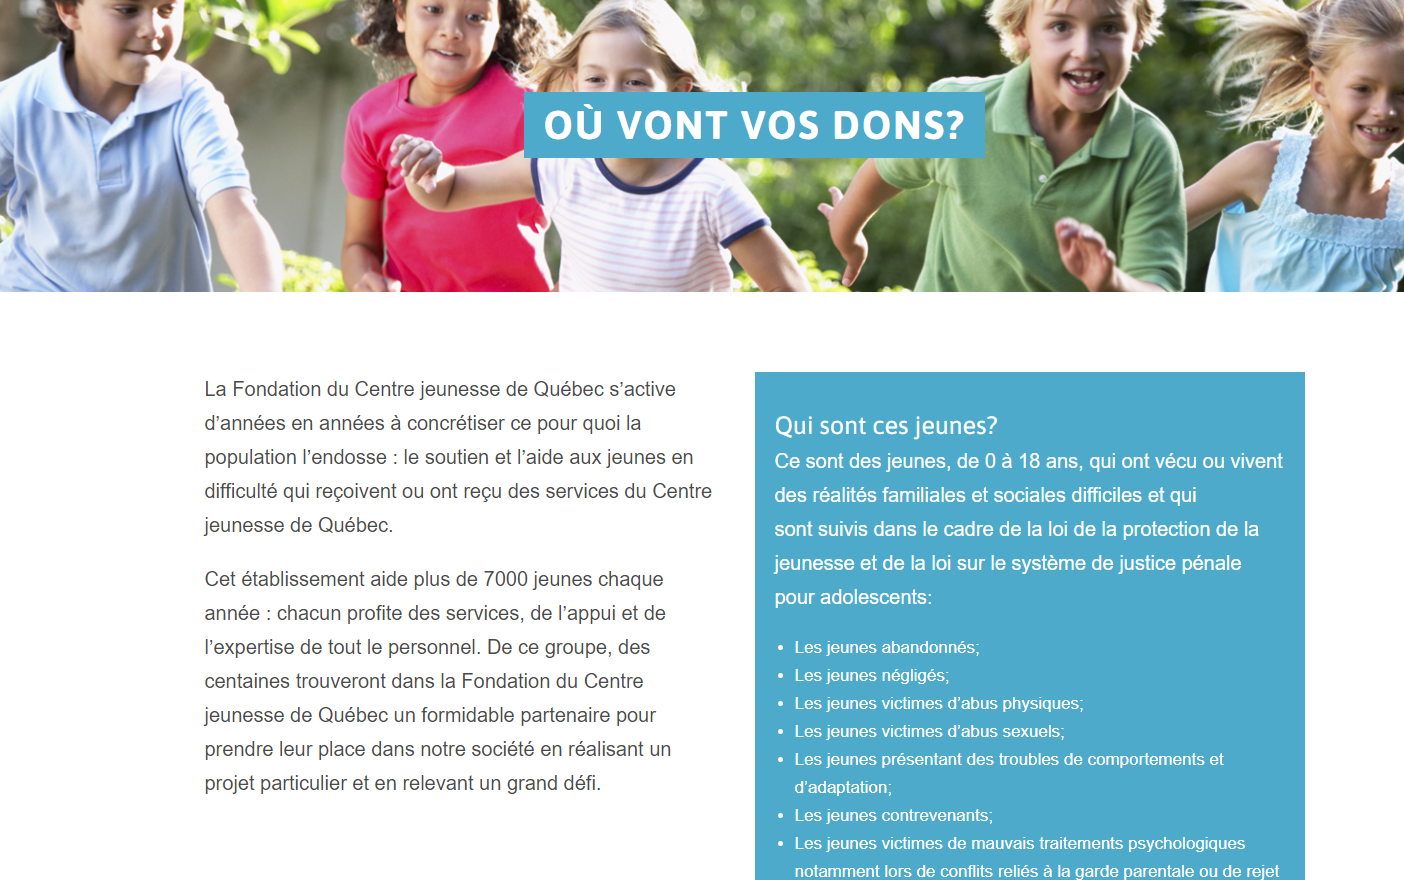 OÙ VONT VOS DONS?
La Fondation du Centre jeunesse de Québec s’active
d’années en années à concrétiser ce pour quoi la
population l’endosse : le soutien et l’aide aux jeunes en
difficulté qui reçoivent ou ont reçu des services du Centre
jeunesse de Québec.
Cet établissement aide plus de 7000 jeunes chaque
année : chacun profite des services, de l’appui et de
l’expertise de tout le personnel. De ce groupe, des
centaines trouveront dans la Fondation du Centre
jeunesse de Québec un formidable partenaire pour
prendre leur place dans notre société en réalisant un
projet particulier et en relevant un grand défi.
Qui sont ces jeunes?
Ce sont des jeunes, de 0 à 18 ans, qui ont vécu ou vivent
des réalités familiales et sociales difficiles et qui
sont suivis dans le cadre de la loi de la protection de la
jeunesse et de la loi sur le système de justice pénale
pour adolescents:
• Les jeunes abandonnés;
• Les jeunes négligés;
• Les jeunes victimes d’abus physiques;
• Les jeunes victimes d’abus sexuels;
• Les jeunes présentant des troubles de comportements et
d’adaptation;
• Les jeunes contrevenants;
• Les jeunes victimes de mauvais traitements psychologiques
notamment lors de conflits reliés à la garde parentale ou de rejet